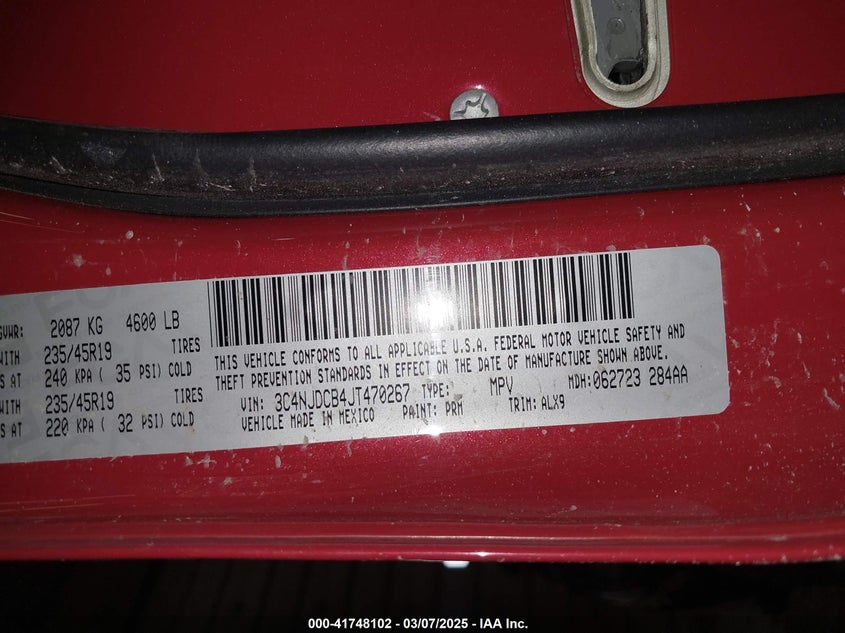 GVWR: 2087 KG 4600 LB
WITH 235/45R19 TIRES
AT 240 KPA ( 35 PSI) COLD
WITH 235/45R19 TIRES
AT 220 KPA ( 32 PSI) COLD
THIS VEHICLE CONFORMS TO ALL APPLICABLE U.S.A. FEDERAL MOTOR VEHICLE SAFETY AND
THEFT PREVENTION STANDARDS IN EFFECT ON THE DATE OF MANUFACTURE SHOWN ABOVE.
VIN: 3C4NJDCB4JT470267 TYPE: MPV MDH:062723 284AA
VEHICLE MADE IN MEXICO PAINT: PRM TRIM: ALX9
000-41748102 — 03/07/2025 — IAA Inc.